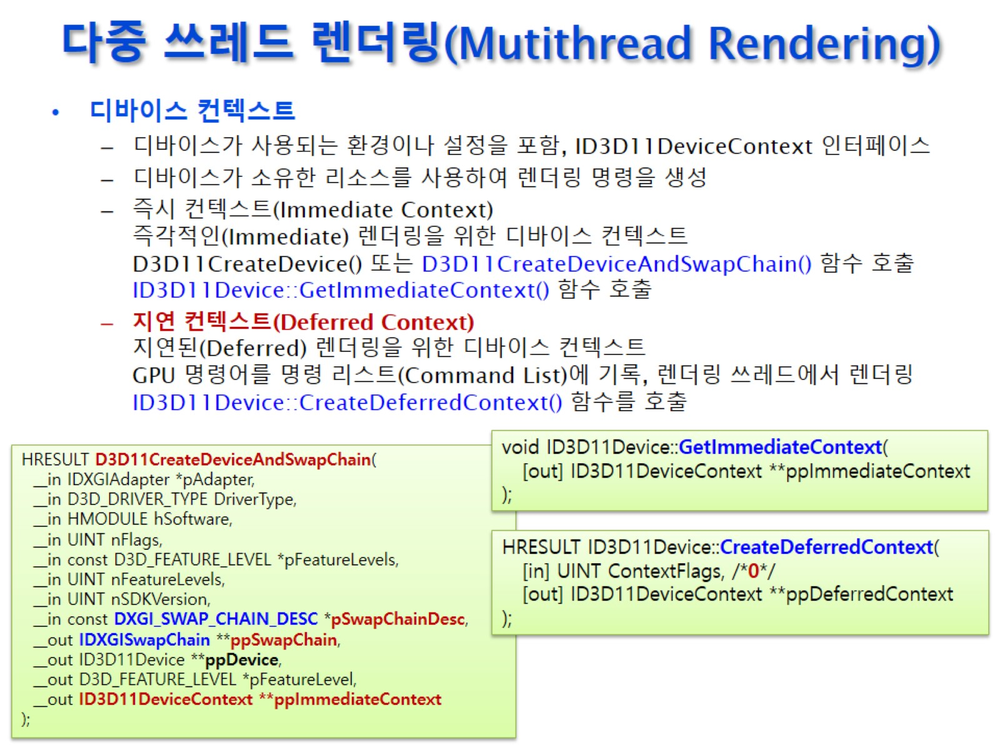 다중 쓰레드 렌더링(Mutithread Rendering)
• 디바이스 컨텍스트
– 디바이스가 사용되는 환경이나 설정을 포함, ID3D11DeviceContext 인터페이스
– 디바이스가 소유한 리소스를 사용하여 렌더링 명령을 생성
– 즉시 컨텍스트(Immediate Context)
즉각적인(Immediate) 렌더링을 위한 디바이스 컨텍스트
D3D11CreateDevice() 또는 D3D11CreateDeviceAndSwapChain() 함수 호출
ID3D11Device::GetImmediateContext() 함수 호출
– 지연 컨텍스트(Deferred Context)
지연된(Deferred) 렌더링을 위한 디바이스 컨텍스트
GPU 명령어를 명령 리스트(Command List)에 기록, 렌더링 쓰레드에서 렌더링
ID3D11Device::CreateDeferredContext() 함수를 호출
HRESULT D3D11CreateDeviceAndSwapChain(
__in IDXGIAdapter *pAdapter,
__in D3D_DRIVER_TYPE DriverType,
__in HMODULE hSoftware,
__in UINT nFlags,
__in const D3D_FEATURE_LEVEL *pFeatureLevels,
__in UINT nFeatureLevels,
__in UINT nSDKVersion,
__in const DXGI_SWAP_CHAIN_DESC *pSwapChainDesc,
__out IDXGISwapChain **ppSwapChain,
__out ID3D11Device **ppDevice,
__out D3D_FEATURE_LEVEL *pFeatureLevel,
__out ID3D11DeviceContext **ppImmediateContext
);
void ID3D11Device::GetImmediateContext(
[out] ID3D11DeviceContext **ppImmediateContext
);
HRESULT ID3D11Device::CreateDeferredContext(
[in] UINT ContextFlags, /*0*/
[out] ID3D11DeviceContext **ppDeferredContext
);